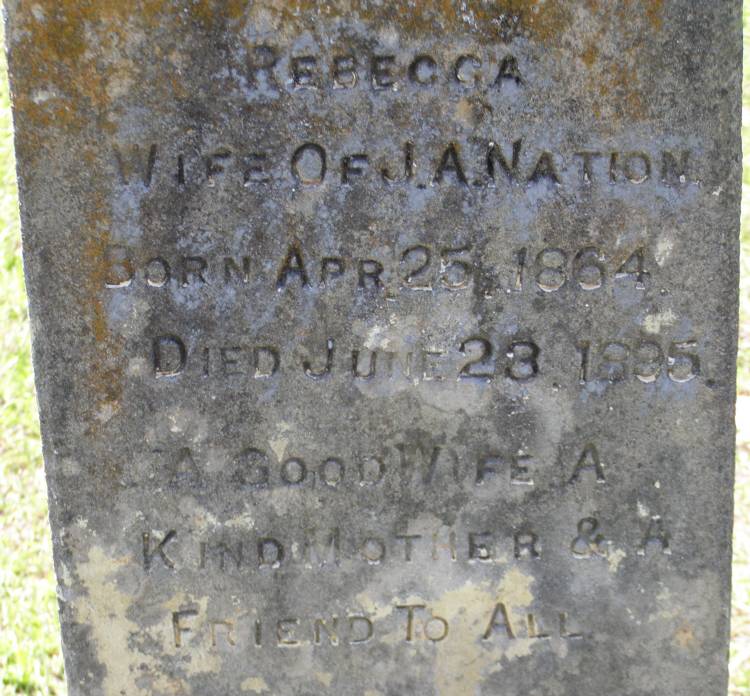 REBECCA
WIFE OF J.A. NATION.
BORN APR. 25, 1864.
DIED JUNE 23, 1895.
A GOOD WIFE A
KIND MOTHER & A
FRIEND TO ALL